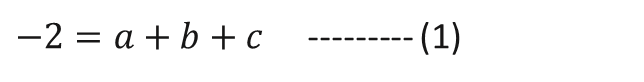 −2 = a + b + c ---------(1)